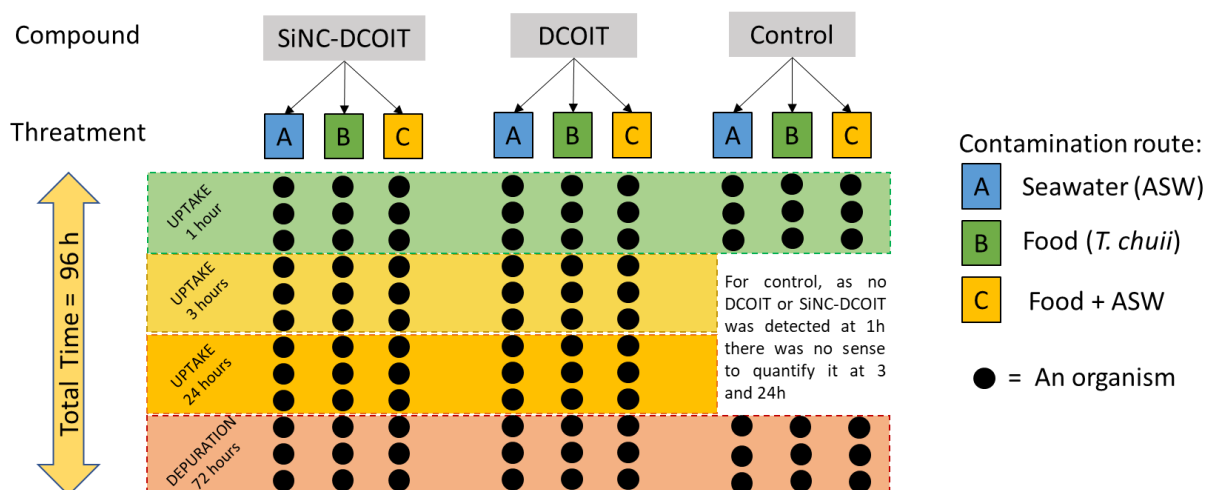 Compound
SiNC-DCOIT
DCOIT
Control
Threatment
A
B
C
A
B
C
A
B
C
Total Time = 96 h
UPTAKE
1 hour
UPTAKE
3 hours
UPTAKE
24 hours
DEPURATION
72 hours
For control, as no
DCOIT or SiNC-DCOIT
was detected at 1h
there was no sense
to quantify it at 3
and 24h
Contamination route:
A Seawater (ASW)
B Food (T. chuii)
C Food + ASW
= An organism